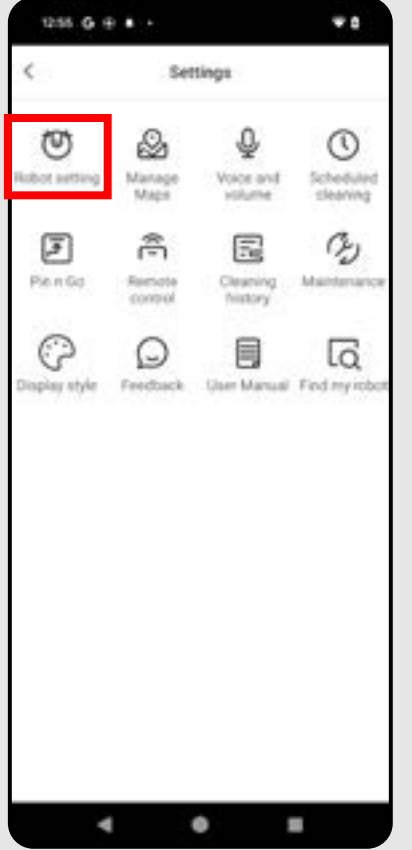 12:55 G
Settings
Robot setting
Manage
Maps
Voice and
volume
Scheduled
cleaning
Pin n Go
Remote
control
Cleaning
history
Maintenance
Display style
Feedback
User Manual
Find my robot